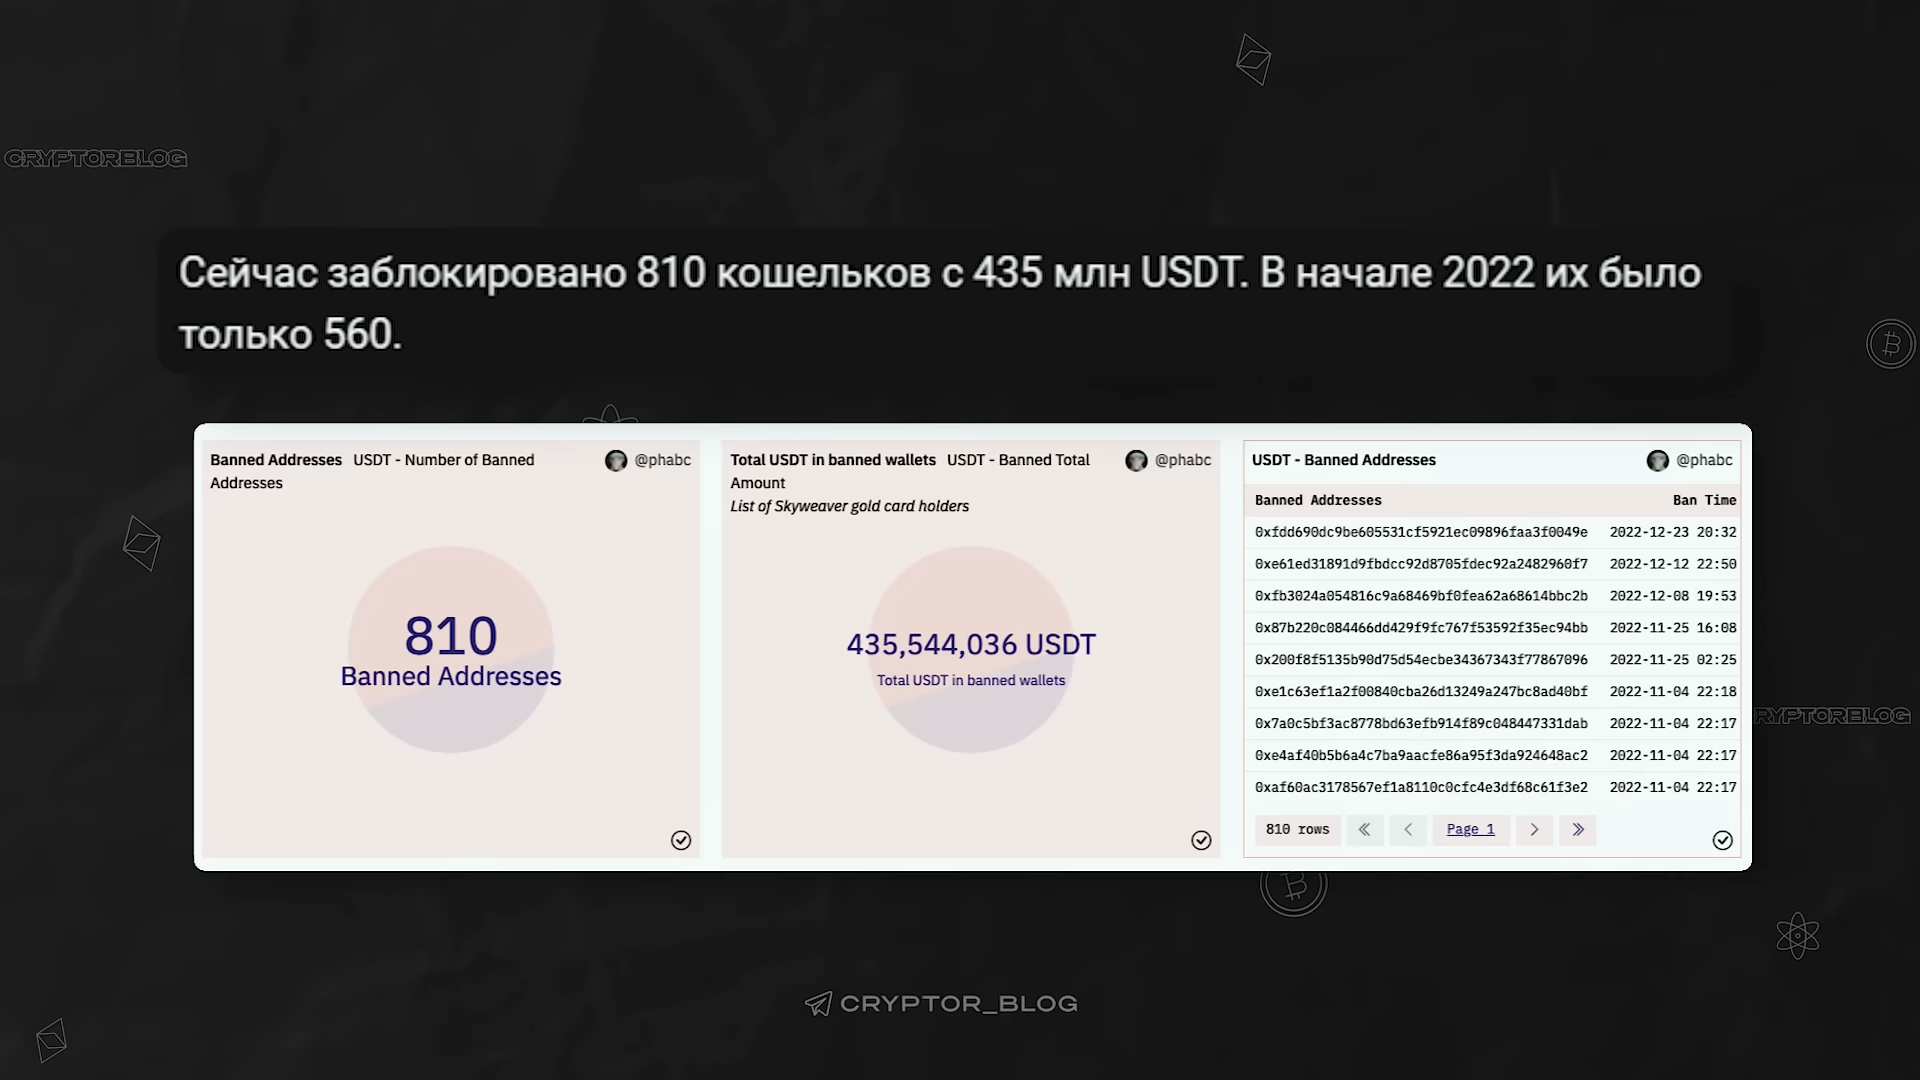 CRYPTORBLOG
Сейчас заблокировано 810 кошельков с 435 млн USDT. В начале 2022 их было
только 560.
Banned Addresses USDT - Number of Banned
Addresses
@phabc
810
Banned Addresses
Total USDT in banned wallets USDT - Banned Total
Amount
@phabc
List of Skyweaver gold card holders
435,544,036 USDT
Total USDT in banned wallets
USDT - Banned Addresses @phabc
Banned Addresses Ban Time
0xfdd690dc9be605531cf5921ec09896faa3f0049e 2022-12-23 20:32
0xe61ed31891d9fbdcc92d8705fdec92a2482960f7 2022-12-12 22:50
0xfb3024a054816c9a68469bf0fea62a68614bbc2b 2022-12-08 19:53
0x87b220c084466dd429f9fc767f53592f35ec94bb 2022-11-25 16:08
0x200f8f5135b90d75d54ecbe34367343f77867096 2022-11-25 02:25
0xe1c63ef1a2f00840cba26d13249a247bc8ad40bf 2022-11-04 22:18
0x7a0c5bf3ac8778bd63efb914f89c048447331dab 2022-11-04 22:17
0xe4af40b5b6a4c7ba9aacfe86a95f3da924648ac2 2022-11-04 22:17
0xaf60ac3178567ef1a8110c0cfc4e3df68c61f3e2 2022-11-04 22:17
810 rows Page 1
RYPTORBLOG
CRYPTOR_BLOG